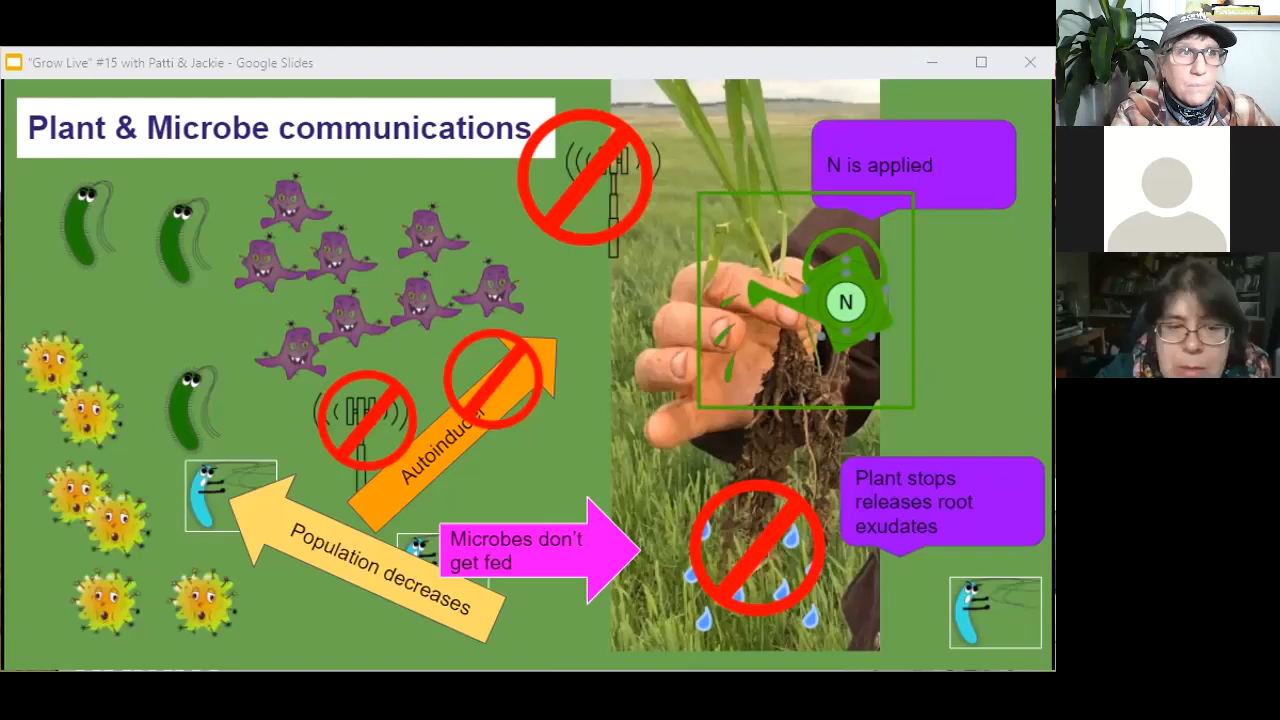 "Grow Live" #15 with Patti & Jackie - Google Slides
Plant & Microbe communications
N is applied
N
Autoinducer
Plant stops
releases root
exudates
Microbes don't
get fed
Population decreases